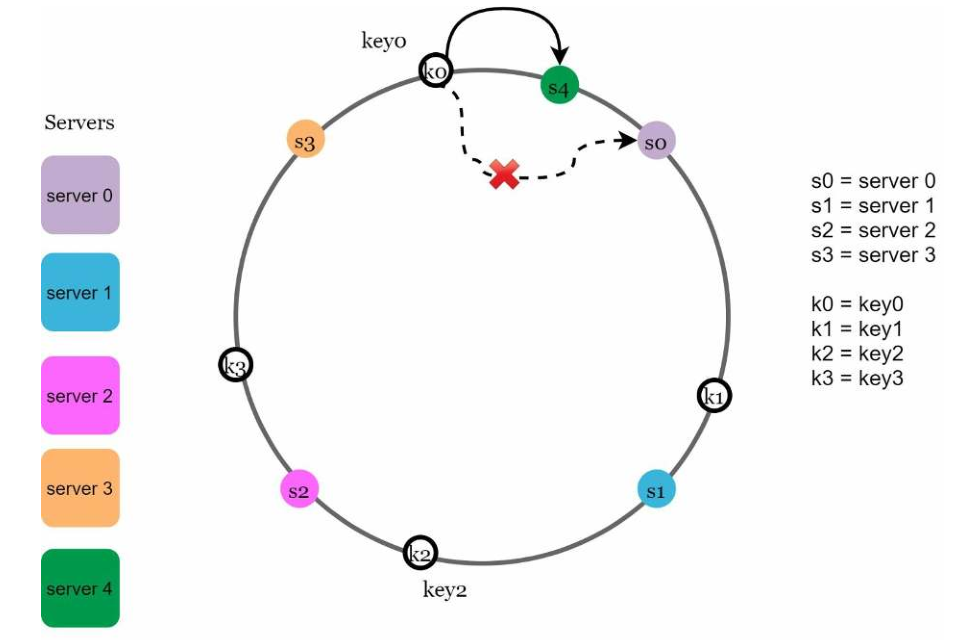 key0
k0
s4
s3
s0
Servers
server 0
server 1
server 2
server 3
server 4
s0 = server 0
s1 = server 1
s2 = server 2
s3 = server 3
k0 = key0
k1 = key1
k2 = key2
k3 = key3
k3
k1
s2
s1
k2
key2